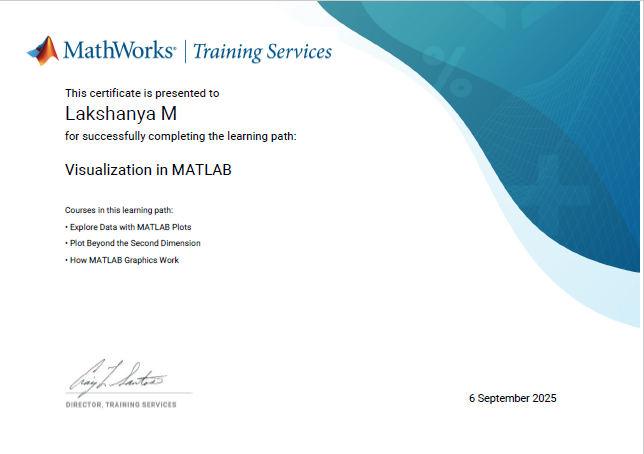 MathWorks® | Training Services
This certificate is presented to
Lakshanya M
for successfully completing the learning path:
Visualization in MATLAB
Courses in this learning path:
• Explore Data with MATLAB Plots
• Plot Beyond the Second Dimension
• How MATLAB Graphics Work
Craig L. Santos
DIRECTOR, TRAINING SERVICES
6 September 2025
%
+